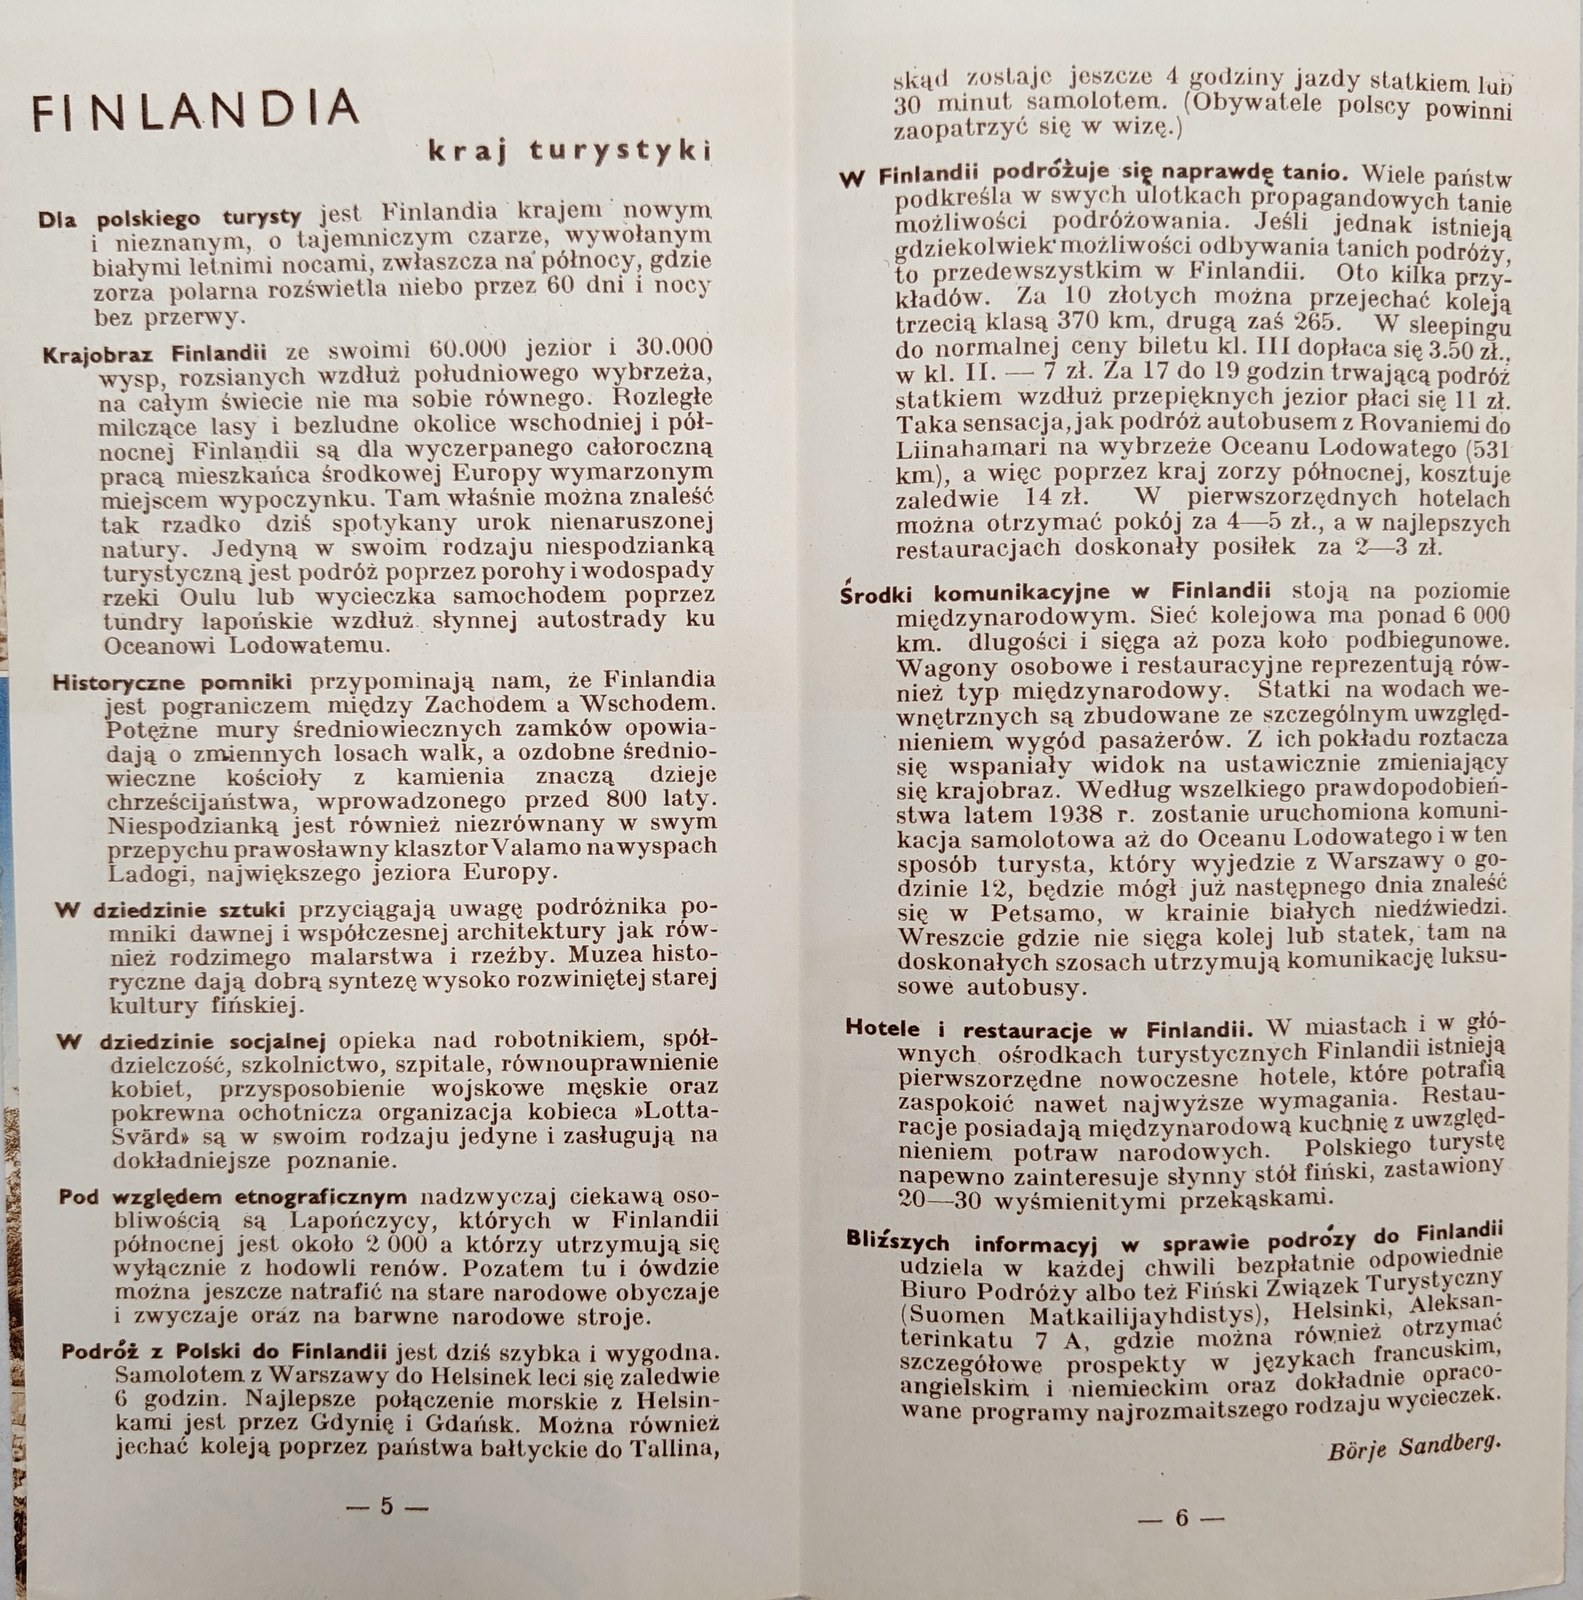 FINLANDIA
kraj turystyki
Dla polskiego turysty jest Finlandia krajem nowym
i nieznanym, o tajemniczym czarze, wywołanym
białymi letnimi nocami, zwłaszcza na północy, gdzie
zorza polarna rozświetla niebo przez 60 dni i nocy
bez przerwy.
Krajobraz Finlandii ze swoimi 60.000 jezior i 30.000
wysp, rozsianych wzdłuż południowego wybrzeża,
na całym świecie nie ma sobie równego. Rozległe
milczące lasy i bezludne okolice wschodniej i pół-
nocnej Finlandii są dla wyczerpanego całoroczną
pracą mieszkańca środkowej Europy wymarzonym
miejscem wypoczynku. Tam właśnie można znaleść
tak rzadko dziś spotykany urok nienaruszonej
natury. Jedyną w swoim rodzaju niespodzianką
turystyczną jest podróż poprzez porohy i wodospady
rzeki Oulu lub wycieczka samochodem poprzez
tundry lapońskie wzdłuż słynnej autostrady ku
Oceanowi Lodowatemu.
Historyczne pomniki przypominają nam, że Finlandia
jest pograniczem między Zachodem a Wschodem.
Potężne mury średniowiecznych zamków opowia-
dają o zmiennych losach walk, a ozdobne średnio-
wieczne kościoły z kamienia znaczą dzieje
chrześcijaństwa, wprowadzonego przed 800 laty.
Niespodzianką jest również niezrównany w swym
przepychu prawosławny klasztor Valamo na wyspach
Ladogi, największego jeziora Europy.
W dziedzinie sztuki przyciągają uwagę podróżnika po-
mniki dawnej i współczesnej architektury jak rów-
nież rodzimego malarstwa i rzeźby. Muzea histo-
ryczne dają dobrą syntezę wysoko rozwiniętej starej
kultury fińskiej.
W dziedzinie socjalnej opieka nad robotnikiem, spół-
dzielczość, szkolnictwo, szpitale, równouprawnienie
kobiet, przysposobienie wojskowe męskie oraz
pokrewna ochotnicza organizacja kobieca »Lotta-
Svärd» są w swoim rodzaju jedyne i zasługują na
dokładniejsze poznanie.
Pod względem etnograficznym nadzwyczaj ciekawą oso-
bliwością są Lapończycy, których w Finlandii
północnej jest około 2 000 a którzy utrzymują się
wyłącznie z hodowli renów. Pozatem tu i ówdzie
można jeszcze natrafić na stare narodowe obyczaje
i zwyczaje oraz na barwne narodowe stroje.
Podróż z Polski do Finlandii jest dziś szybka i wygodna.
Samolotem z Warszawy do Helsinek leci się zaledwie
6 godzin. Najlepsze połączenie morskie z Helsin-
kami jest przez Gdynię i Gdańsk. Można również
jechać koleją poprzez państwa bałtyckie do Tallina,
— 5 —
skąd zostaje jeszcze 4 godziny jazdy statkiem lub
30 minut samolotem. (Obywatele polscy powinni
zaopatrzyć się w wizę.)
W Finlandii podróżuje się naprawdę tanio. Wiele państw
podkreśla w swych ulotkach propagandowych tanie
możliwości podróżowania. Jeśli jednak istnieją
gdziekolwiek możliwości odbywania tanich podróży,
to przedewszystkim w Finlandii. Oto kilka przy-
kładów. Za 10 złotych można przejechać koleją
trzecią klasą 370 km, drugą zaś 265. W sleepingu
do normalnej ceny biletu kl. III dopłaca się 3.50 zł.,
w kl. II. — 7 zł. Za 17 do 19 godzin trwającą podróż
statkiem wzdłuż przepięknych jezior płaci się 11 zł.
Taka sensacja, jak podróż autobusem z Rovaniemi do
Liinahamari na wybrzeże Oceanu Lodowatego (531
km), a więc poprzez kraj zorzy północnej, kosztuje
zaledwie 14 zł. W pierwszorzędnych hotelach
można otrzymać pokój za 4—5 zł., a w najlepszych
restauracjach doskonały posiłek za 2—3 zł.
Środki komunikacyjne w Finlandii stoją na poziomie
międzynarodowym. Sieć kolejowa ma ponad 6 000
km. dlugości i sięga aż poza koło podbiegunowe.
Wagony osobowe i restauracyjne reprezentują rów-
nież typ międzynarodowy. Statki na wodach we-
wnętrznych są zbudowane ze szczególnym uwzględ-
nieniem wygód pasażerów. Z ich pokładu roztacza
się wspaniały widok na ustawicznie zmieniający
się krajobraz. Według wszelkiego prawdopodobień-
stwa latem 1938 r. zostanie uruchomiona komuni-
kacja samolotowa aż do Oceanu Lodowatego i w ten
sposób turysta, który wyjedzie z Warszawy o go-
dzinie 12, będzie mógł już następnego dnia znaleść
się w Petsamo, w krainie białych niedźwiedzi.
Wreszcie gdzie nie sięga kolej lub statek, tam na
doskonałych szosach utrzymują komunikację luksu-
sowe autobusy.
Hotele i restauracje w Finlandii. W miastach i w głó-
wnych ośrodkach turystycznych Finlandii istnieją
pierwszorzędne nowoczesne hotele, które potrafią
zaspokoić nawet najwyższe wymagania. Restau-
racje posiadają międzynarodową kuchnię z uwzględ-
nieniem potraw narodowych. Polskiego turystę
napewno zainteresuje słynny stół fiński, zastawiony
20—30 wyśmienitymi przekąskami.
Bliższych informacyj w sprawie podróży do Finlandii
udziela w każdej chwili bezpłatnie odpowiednie
Biuro Podróży albo też Fiński Związek Turystyczny
(Suomen Matkailijayhdistys), Helsinki, Aleksan-
terinkatu 7 A, gdzie można również otrzymać
szczegółowe prospekty w językach francuskim,
angielskim i niemieckim oraz dokładnie opraco-
wane programy najrozmaitszego rodzaju wycieczek.
Börje Sandberg.
— 6 —